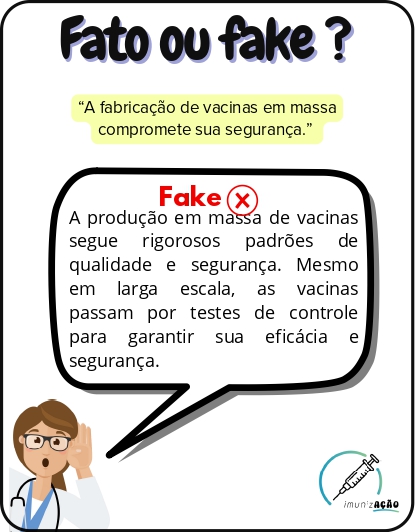 Fato ou fake ?
“A fabricação de vacinas em massa
compromete sua segurança.”
Fake
A produção em massa de vacinas
segue rigorosos padrões de
qualidade e segurança. Mesmo
em larga escala, as vacinas
passam por testes de controle
para garantir sua eficácia e
segurança.
imunizAÇÃO